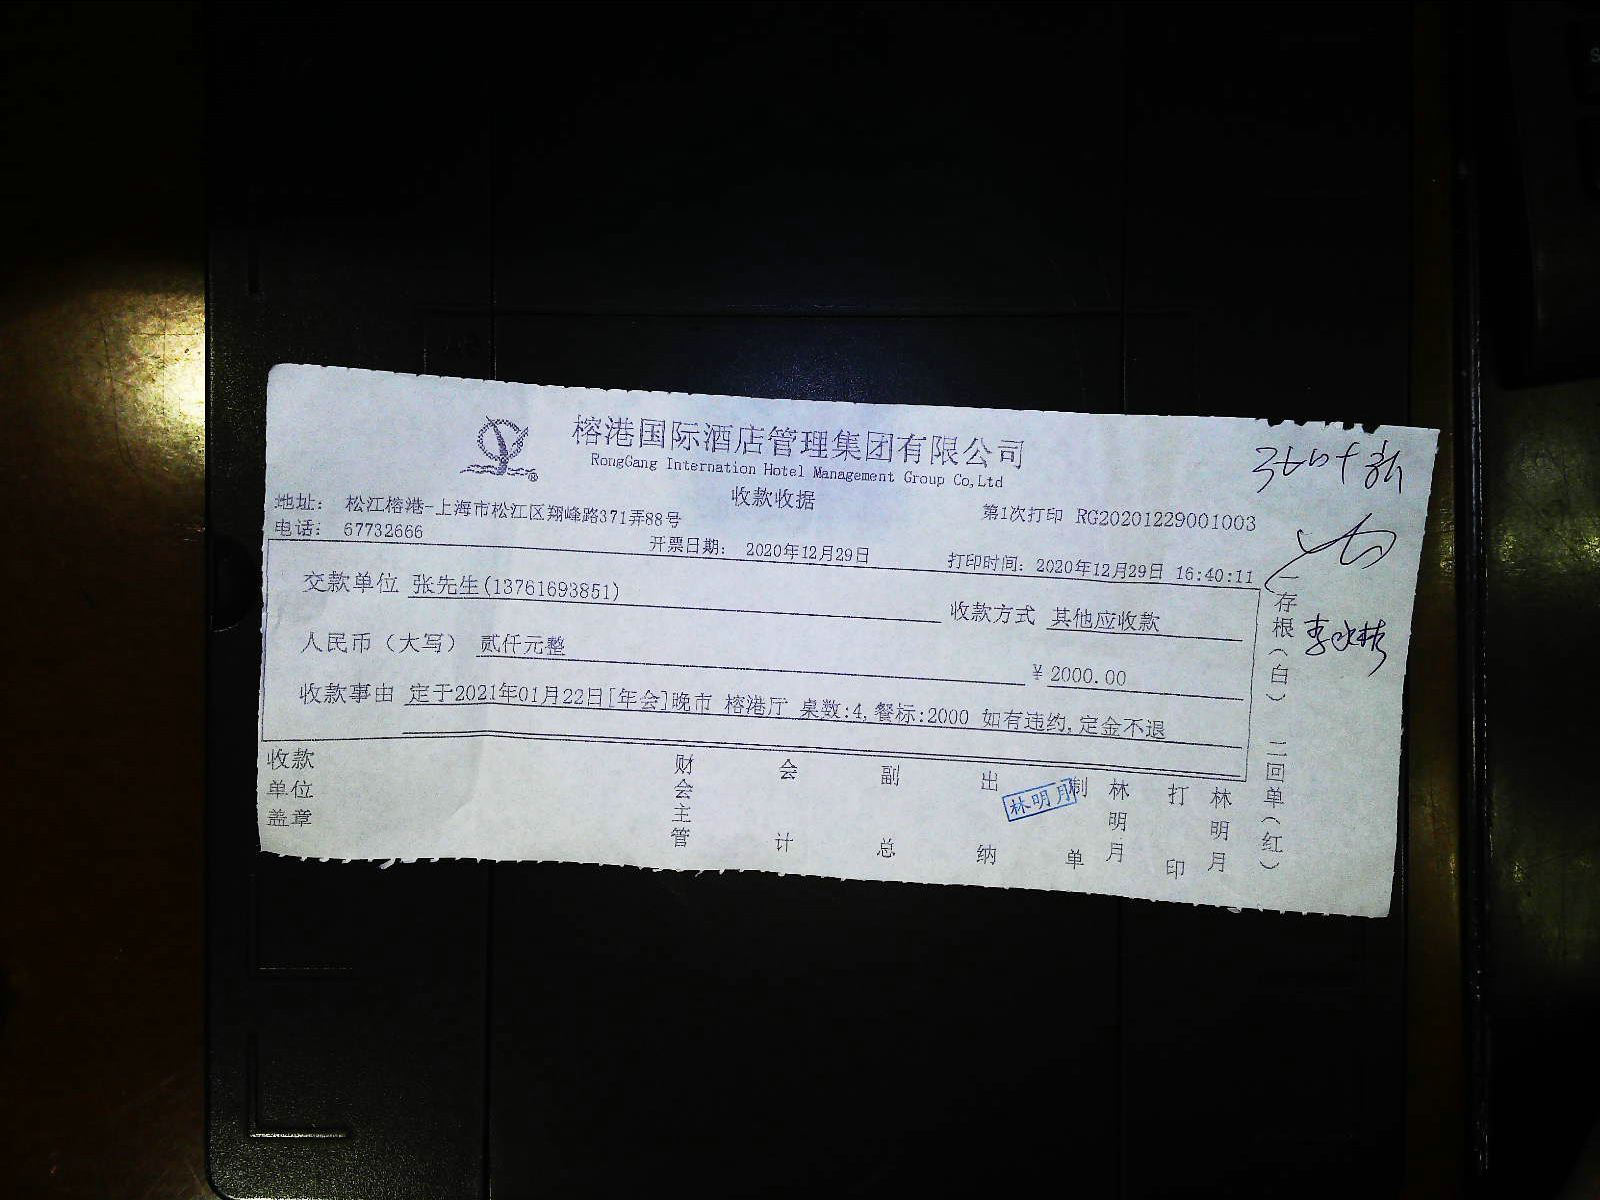 榕港国际酒店管理集团有限公司
RongGang Internation Hotel Management Group Co,Ltd
收款收据
地址： 松江榕港-上海市松江区翔峰路371弄88号
第1次打印 RG20201229001003
电话： 67732666
开票日期： 2020年12月29日
打印时间：2020年12月29日 16:40:11
交款单位 张先生(13761693851)
收款方式 其他应收款
人民币（大写） 贰仟元整
￥2000.00
收款事由 定于2021年01月22日[年会]晚市 榕港厅 桌数:4,餐标:2000 如有违约,定金不退
收款单位盖章
财会主管
会计
副总
出纳
林明月
制单 林明月
打印 林明月
一存根（白） 二回单（红）